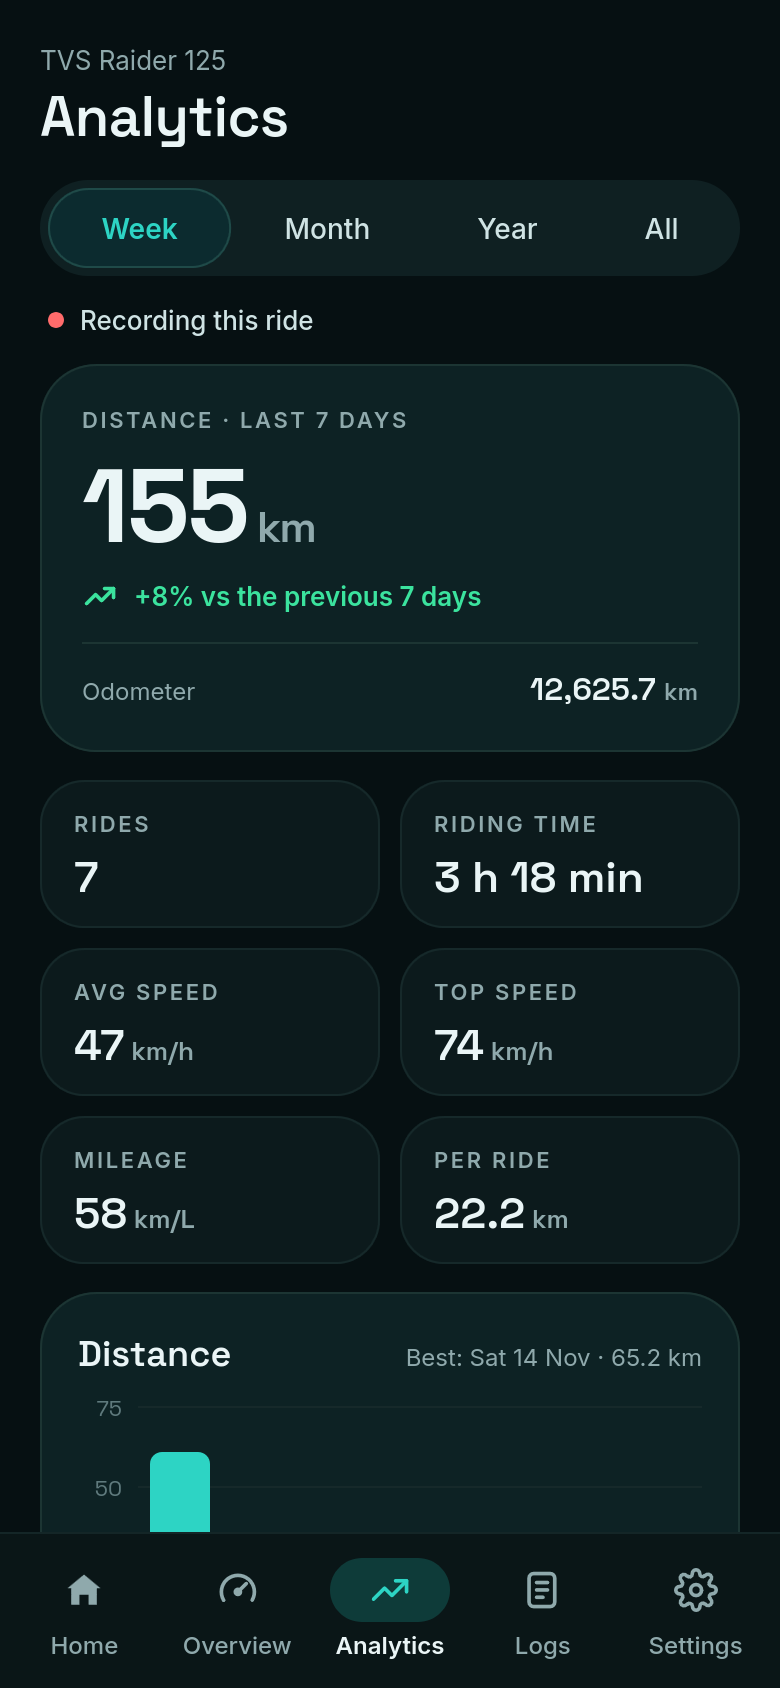 TVS Raider 125
Analytics
Week Month Year All
Recording this ride
DISTANCE · LAST 7 DAYS
155 km
+8% vs the previous 7 days
Odometer 12,625.7 km
RIDES
7
RIDING TIME
3 h 18 min
AVG SPEED
47 km/h
TOP SPEED
74 km/h
MILEAGE
58 km/L
PER RIDE
22.2 km
Distance Best: Sat 14 Nov · 65.2 km
75
50
Home Overview Analytics Logs Settings